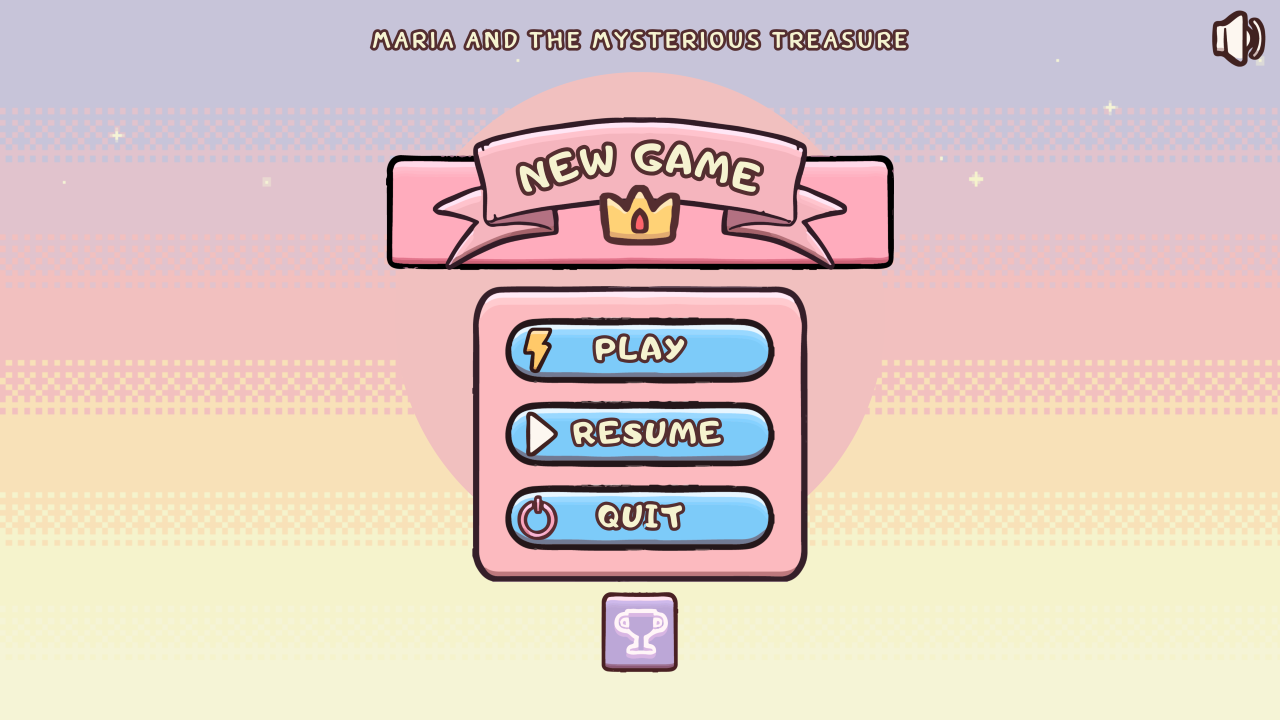 MARIA AND THE MYSTERIOUS TREASURE
NEW GAME
PLAY
RESUME
QUIT